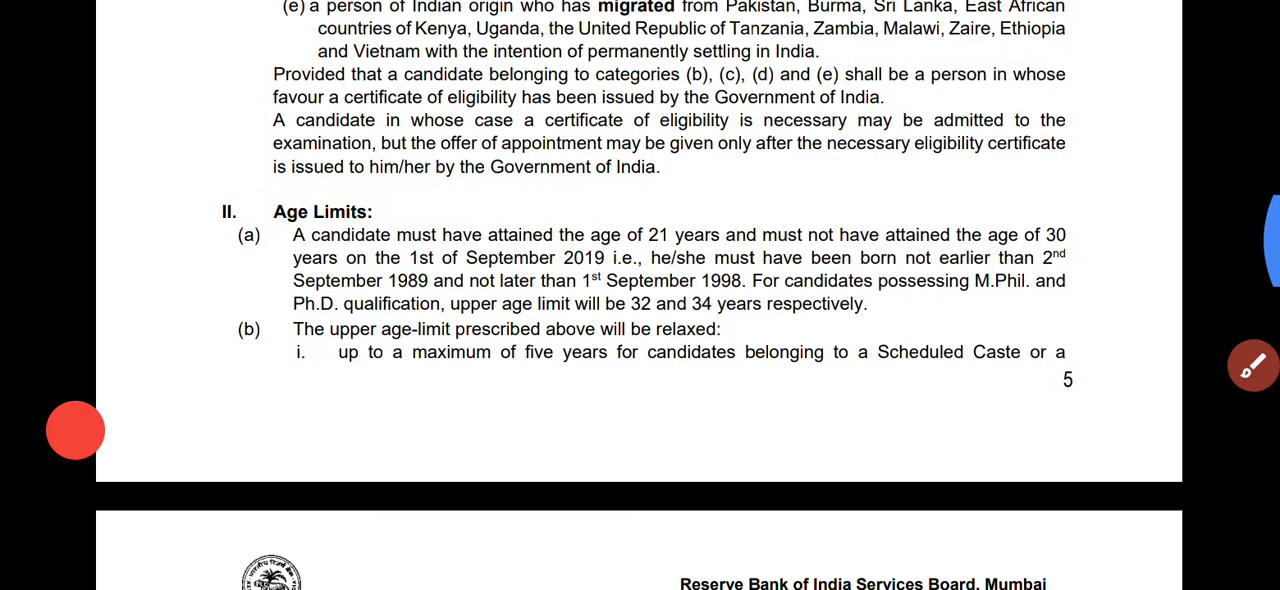 (e) a person of Indian origin who has migrated from Pakistan, Burma, Sri Lanka, East African
countries of Kenya, Uganda, the United Republic of Tanzania, Zambia, Malawi, Zaire, Ethiopia
and Vietnam with the intention of permanently settling in India.
Provided that a candidate belonging to categories (b), (c), (d) and (e) shall be a person in whose
favour a certificate of eligibility has been issued by the Government of India.
A candidate in whose case a certificate of eligibility is necessary may be admitted to the
examination, but the offer of appointment may be given only after the necessary eligibility certificate
is issued to him/her by the Government of India.
II. Age Limits:
(a) A candidate must have attained the age of 21 years and must not have attained the age of 30
years on the 1st of September 2019 i.e., he/she must have been born not earlier than 2nd
September 1989 and not later than 1st September 1998. For candidates possessing M.Phil. and
Ph.D. qualification, upper age limit will be 32 and 34 years respectively.
(b) The upper age-limit prescribed above will be relaxed:
i. up to a maximum of five years for candidates belonging to a Scheduled Caste or a
5
Reserve Bank of India Services Board, Mumbai